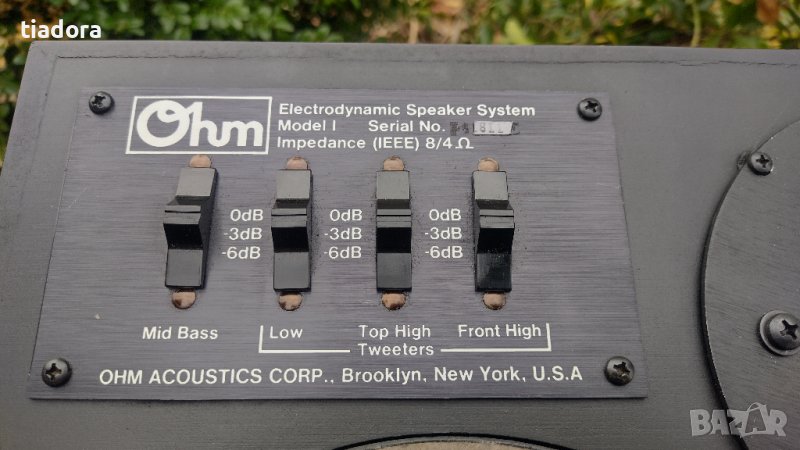 tiadora
Ohm
Electrodynamic Speaker System
Model I Serial No.
Impedance (IEEE) 8/4 Ω
0dB 0dB 0dB
-3dB -3dB -3dB
-6dB -6dB -6dB
Mid Bass Low Top High Front High
Tweeters
OHM ACOUSTICS CORP., Brooklyn, New York, U.S.A
BAZAR